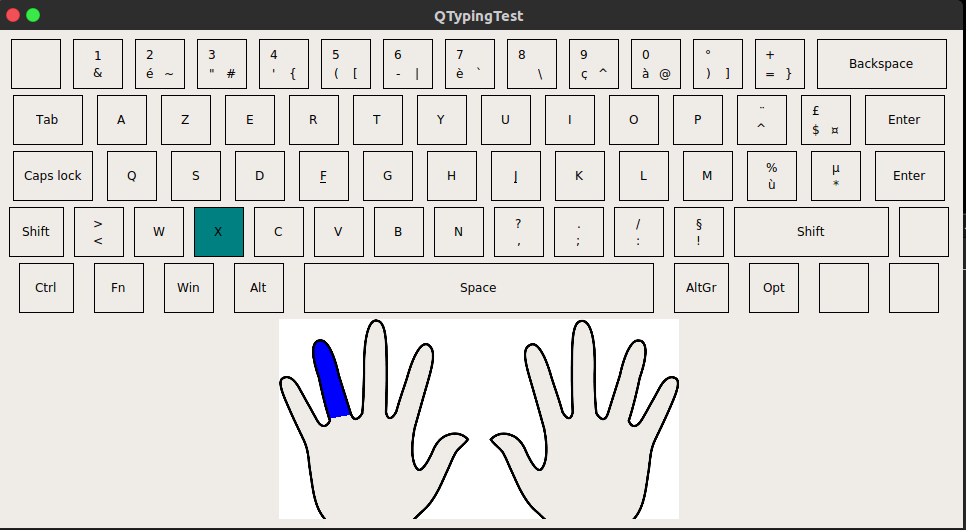 QTypingTest
1 2 3 4 5 6 7 8 9 0 ° +
& é ~ " # ' { ( [ - | è ` \ ç ^ à @ ) ] = } Backspace
Tab A Z E R T Y U I O P ¨ ^ £ $ ¤ Enter
Caps lock Q S D F G H J K L M % ù µ * Enter
Shift > < W X C V B N ? , . ; / : § ! Shift
Ctrl Fn Win Alt Space AltGr Opt